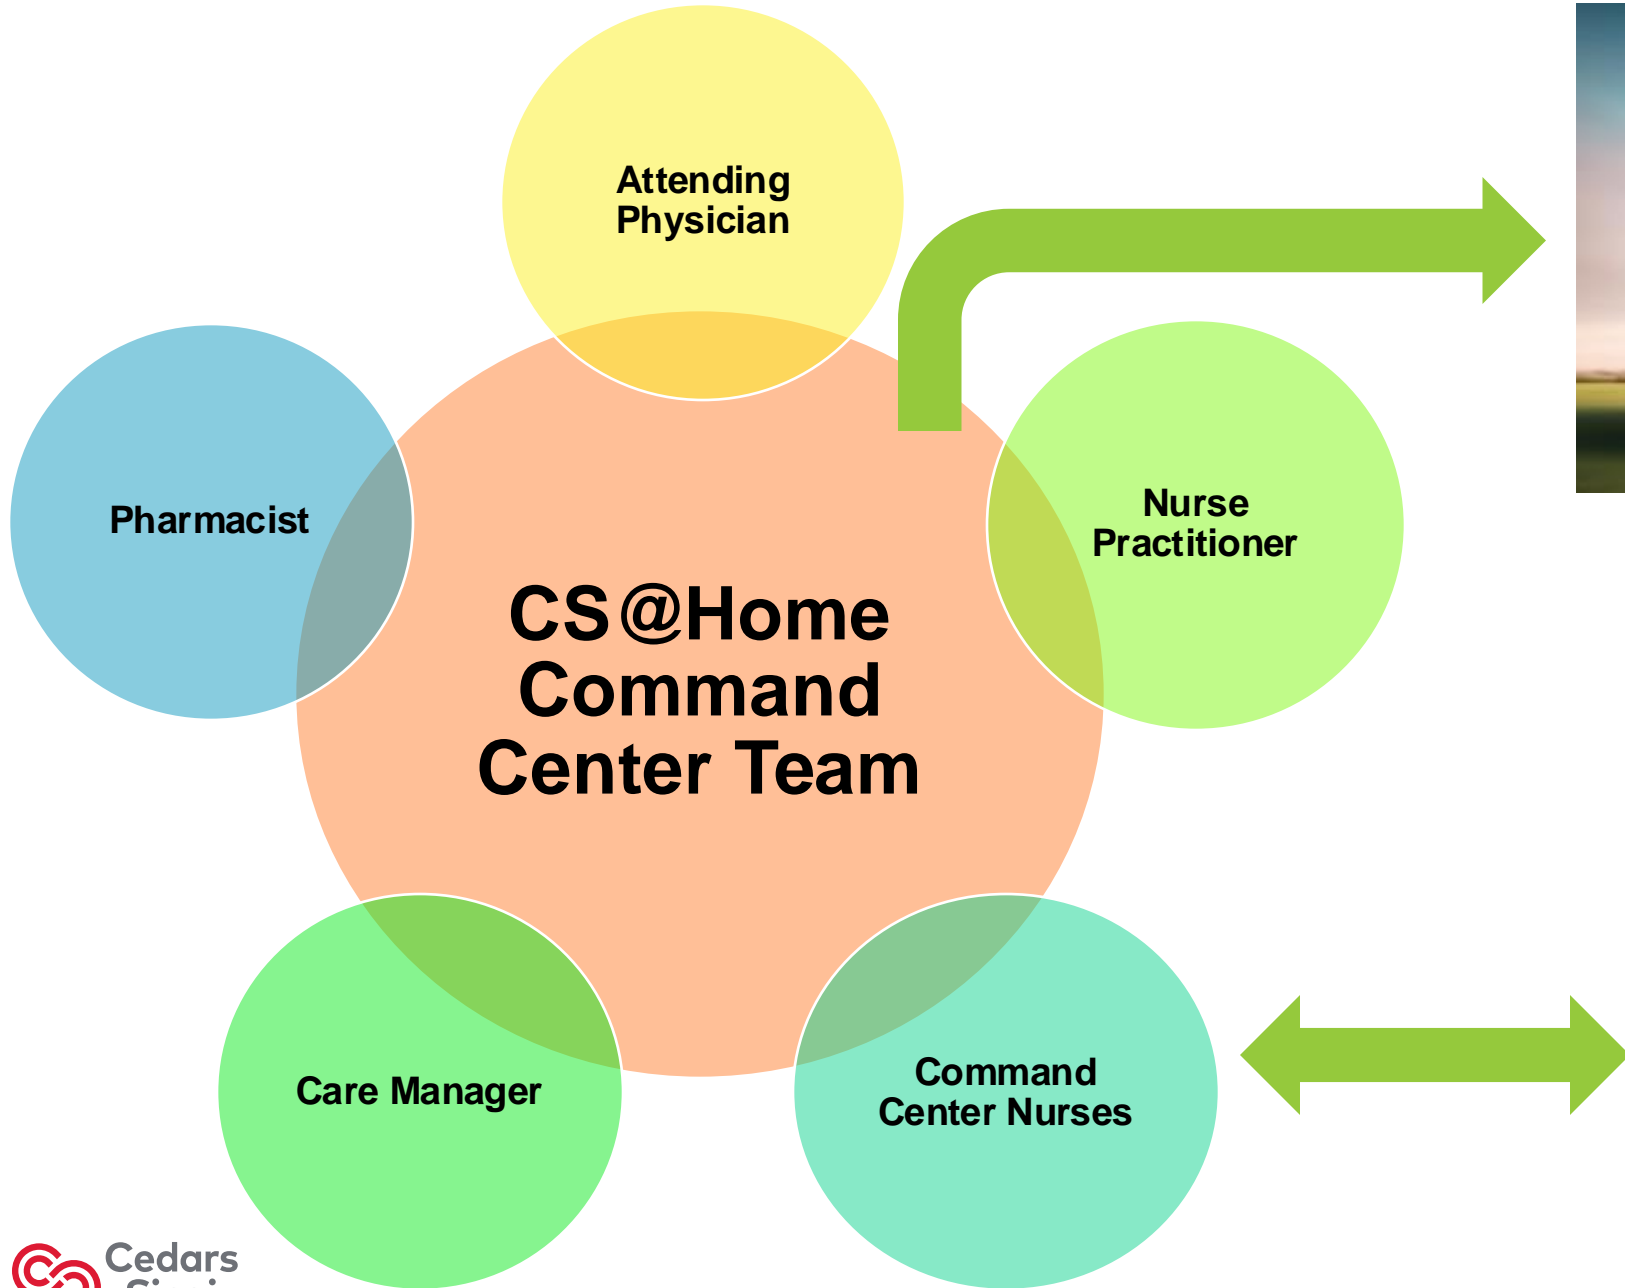 Attending
Physician
Pharmacist
Nurse
Practitioner
CS@Home
Command
Center Team
Care Manager
Command
Center Nurses
Cedars